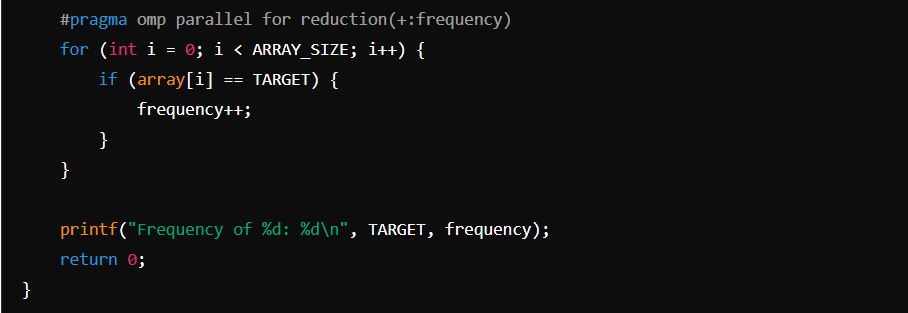 #pragma omp parallel for reduction(+:frequency)
for (int i = 0; i < ARRAY_SIZE; i++) {
if (array[i] == TARGET) {
frequency++;
}
}
printf("Frequency of %d: %d\n", TARGET, frequency);
return 0;
}